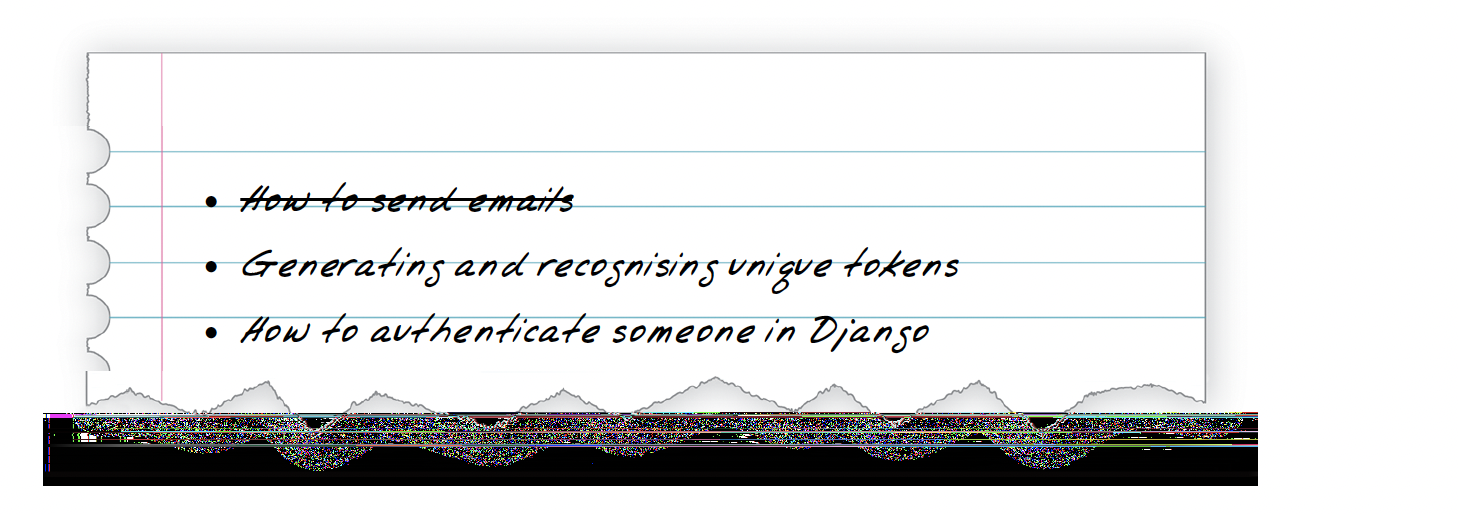 • How to send emails
• Generating and recognising unique tokens
• How to authenticate someone in Django